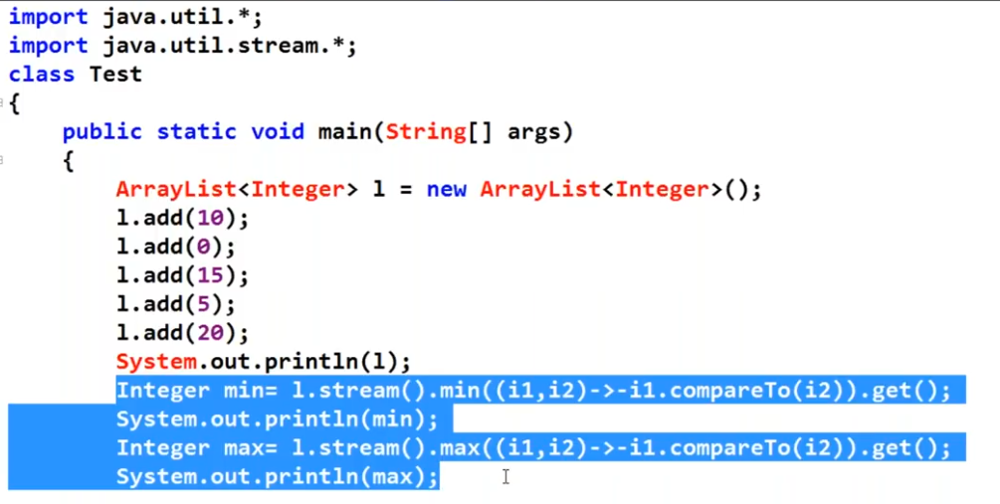 import java.util.*;
import java.util.stream.*;
class Test
{
public static void main(String[] args)
{
ArrayList<Integer> l = new ArrayList<Integer>();
l.add(10);
l.add(0);
l.add(15);
l.add(5);
l.add(20);
System.out.println(l);
Integer min= l.stream().min((i1,i2)->-i1.compareTo(i2)).get();
System.out.println(min);
Integer max= l.stream().max((i1,i2)->-i1.compareTo(i2)).get();
System.out.println(max);